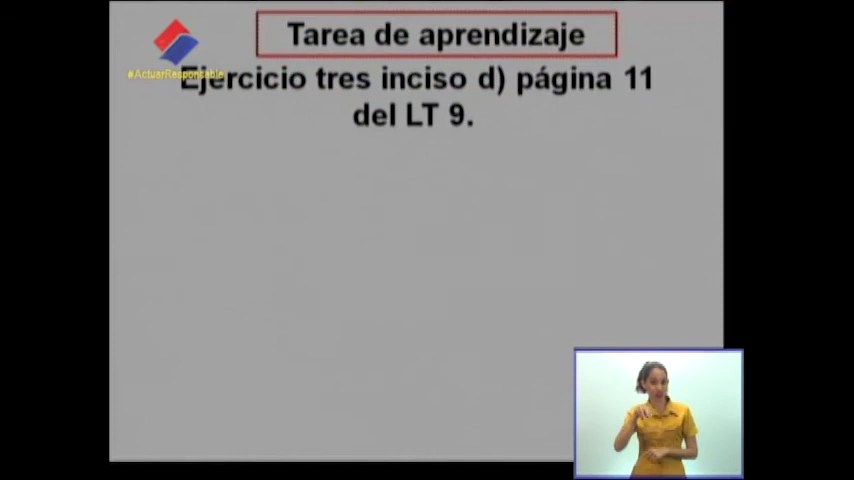 Tarea de aprendizaje
#ActuarResponsable
Ejercicio tres inciso d) página 11
del LT 9.